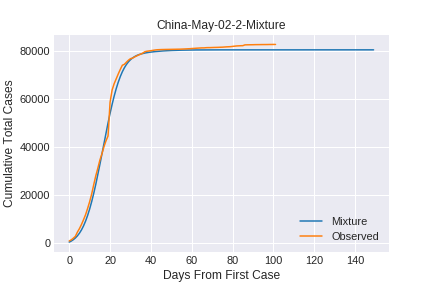 China-May-02-2-Mixture
Cumulative Total Cases
80000
60000
40000
20000
0
0 20 40 60 80 100 120 140
Days From First Case
Mixture
Observed